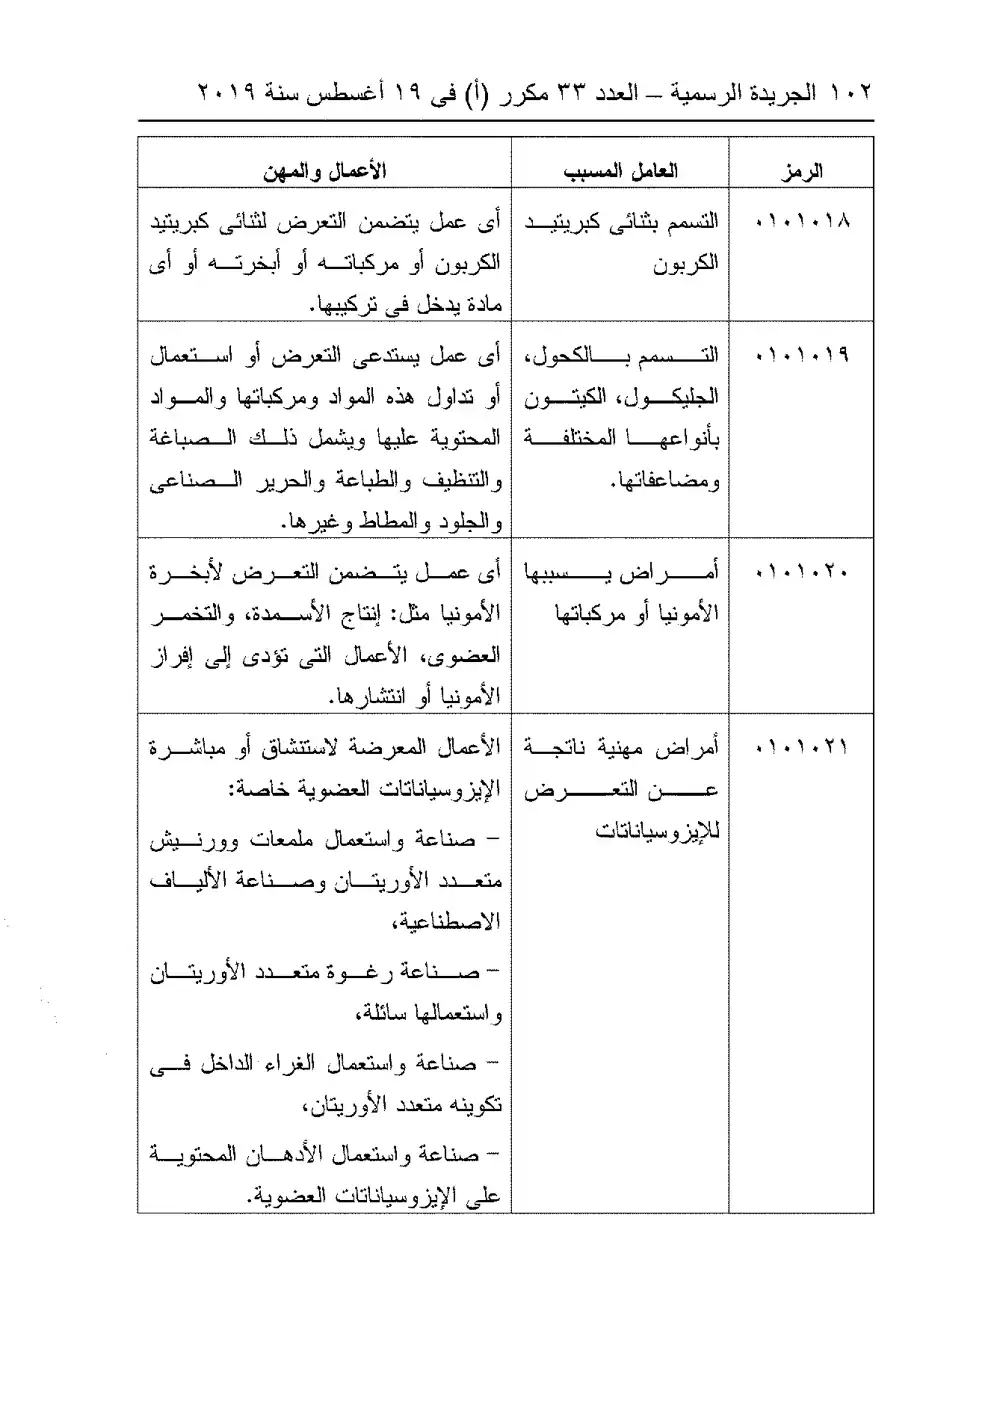 ١٠٢ الجريدة الرسمية – العدد ٣٣ مكرر (أ) فى ١٩ أغسطس سنة ٢٠١٩
الرمز
العامل المسبب
الأعمال والمهن
٠١٠١٠١٨
التسمم بثنائى كبريتيد
الكربون
أى عمل يتضمن التعرض لثنائى كبريتيد
الكربون أو مركباته أو أبخرته أو أى
مادة يدخل فى تركيبها.
٠١٠١٠١٩
التسمم بالكحول،
الجليكول، الكيتون
بأنواعها المختلفة
ومضاعفاتها.
أى عمل يستدعى التعرض أو استعمال
أو تداول هذه المواد ومركباتها والمواد
المحتوية عليها ويشمل ذلك الصباغة
والتنظيف والطباعة والحرير الصناعى
والجلود والمطاط وغيرها.
٠١٠١٠٢٠
أمراض يسببها
الأمونيا أو مركباتها
أى عمل يتضمن التعرض لأبخرة
الأمونيا مثل: إنتاج الأسمدة، والتخمر
العضوى، الأعمال التى تؤدى إلى إفراز
الأمونيا أو انتشارها.
٠١٠١٠٢١
أمراض مهنية ناتجة
عن التعرض
للإيزوسياناتات
الأعمال المعرضة لاستنشاق أو مباشرة
الإيزوسياناتات العضوية خاصة:
– صناعة واستعمال ملمعات وورنيش
متعدد الأوريتان وصناعة الألياف
الاصطناعية،
– صناعة رغوة متعدد الأوريتان
واستعمالها سائلة،
– صناعة واستعمال الغراء الداخل فى
تكوينه متعدد الأوريتان،
– صناعة واستعمال الأدهان المحتوية
على الإيزوسياناتات العضوية.